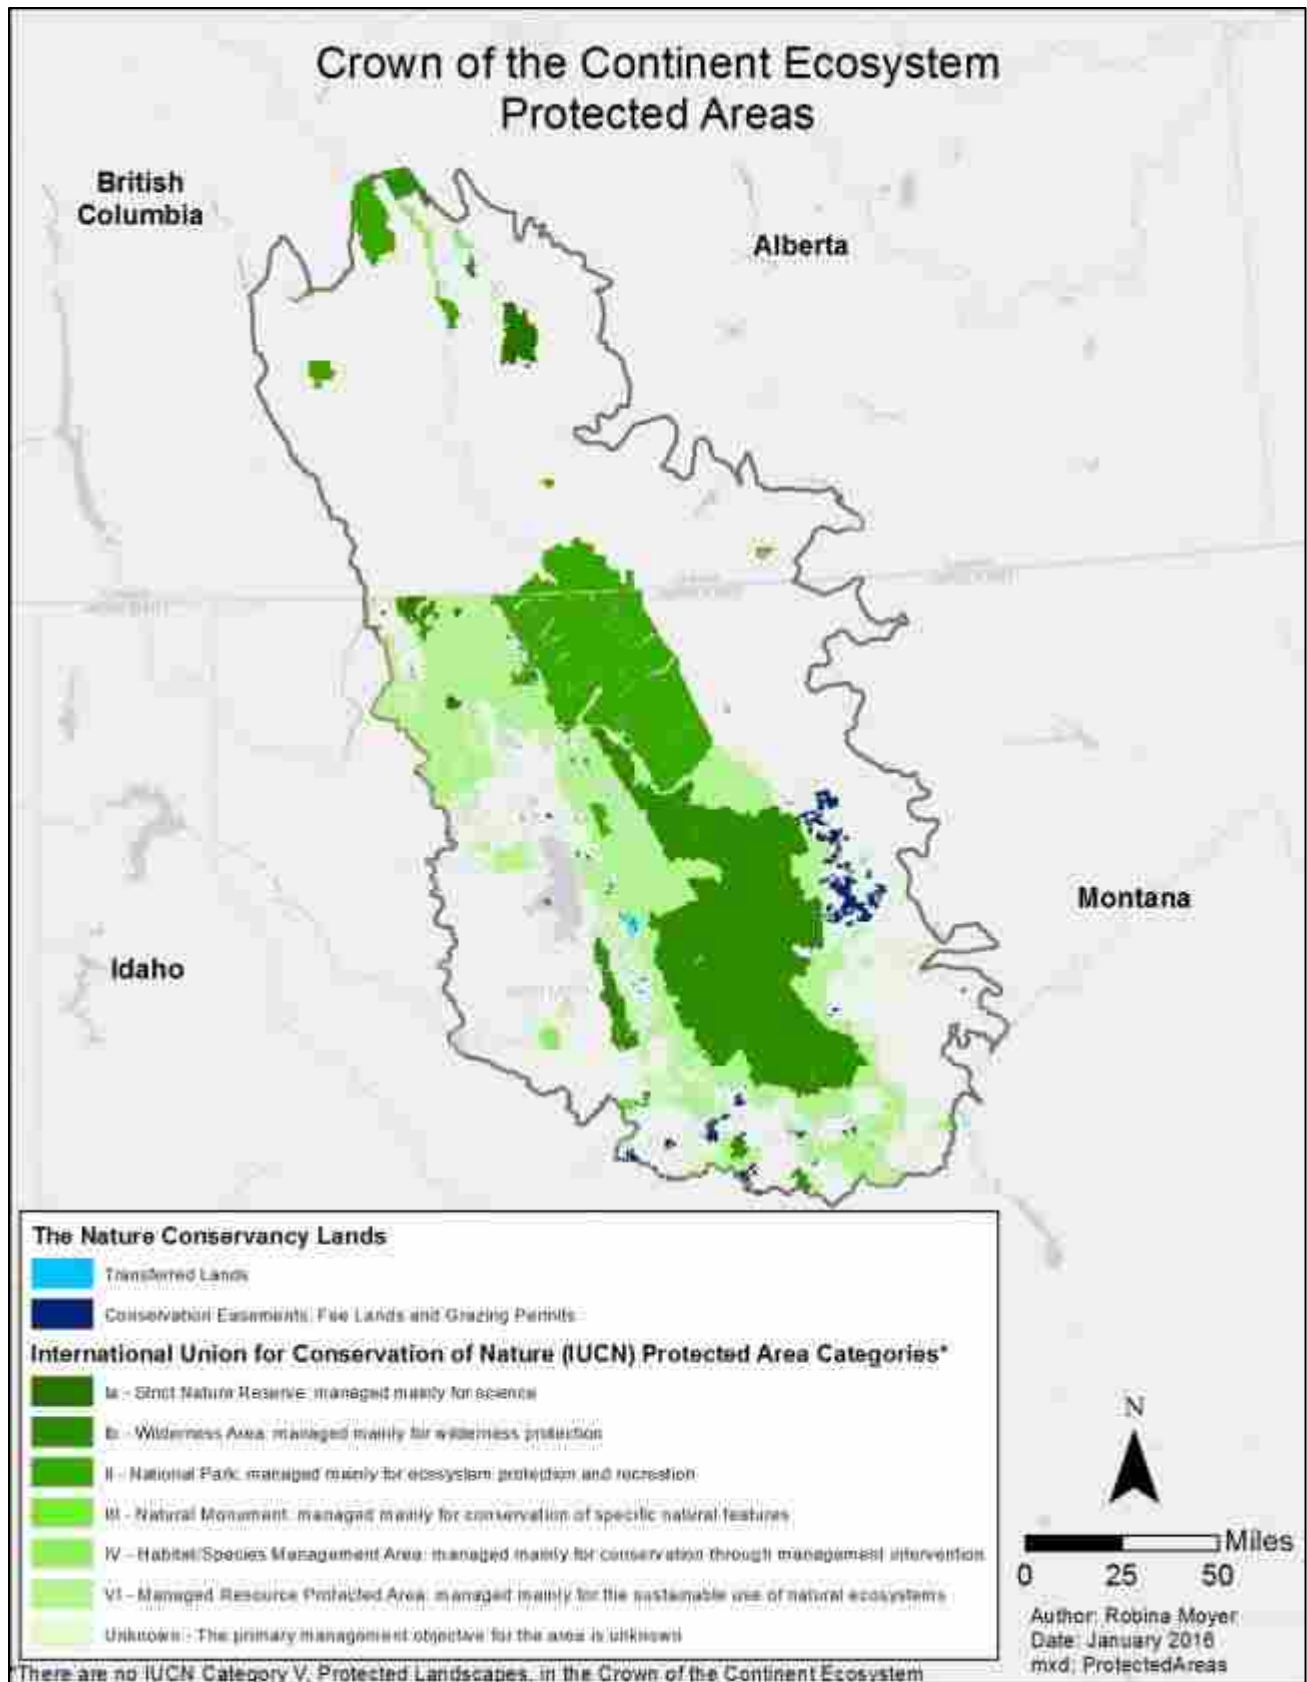 Crown of the Continent Ecosystem
Protected Areas
British
Columbia
Alberta
Montana
Idaho
The Nature Conservancy Lands
Transferred Lands
Conservation Easements, Fee Lands and Grazing Permits
International Union for Conservation of Nature (IUCN) Protected Area Categories*
Ia - Strict Nature Reserve: managed mainly for science
Ib - Wilderness Area: managed mainly for wilderness protection
II - National Park: managed mainly for ecosystem protection and recreation
III - Natural Monument: managed mainly for conservation of specific natural features
IV - Habitat/Species Management Area: managed mainly for conservation through management intervention
VI - Managed Resource Protected Area: managed mainly for the sustainable use of natural ecosystems
Unknown - The primary management objective for the area is unknown
*There are no IUCN Category V, Protected Landscapes, in the Crown of the Continent Ecosystem
N
Miles
0 25 50
Author: Robina Moyer
Date: January 2016
mxd: ProtectedAreas